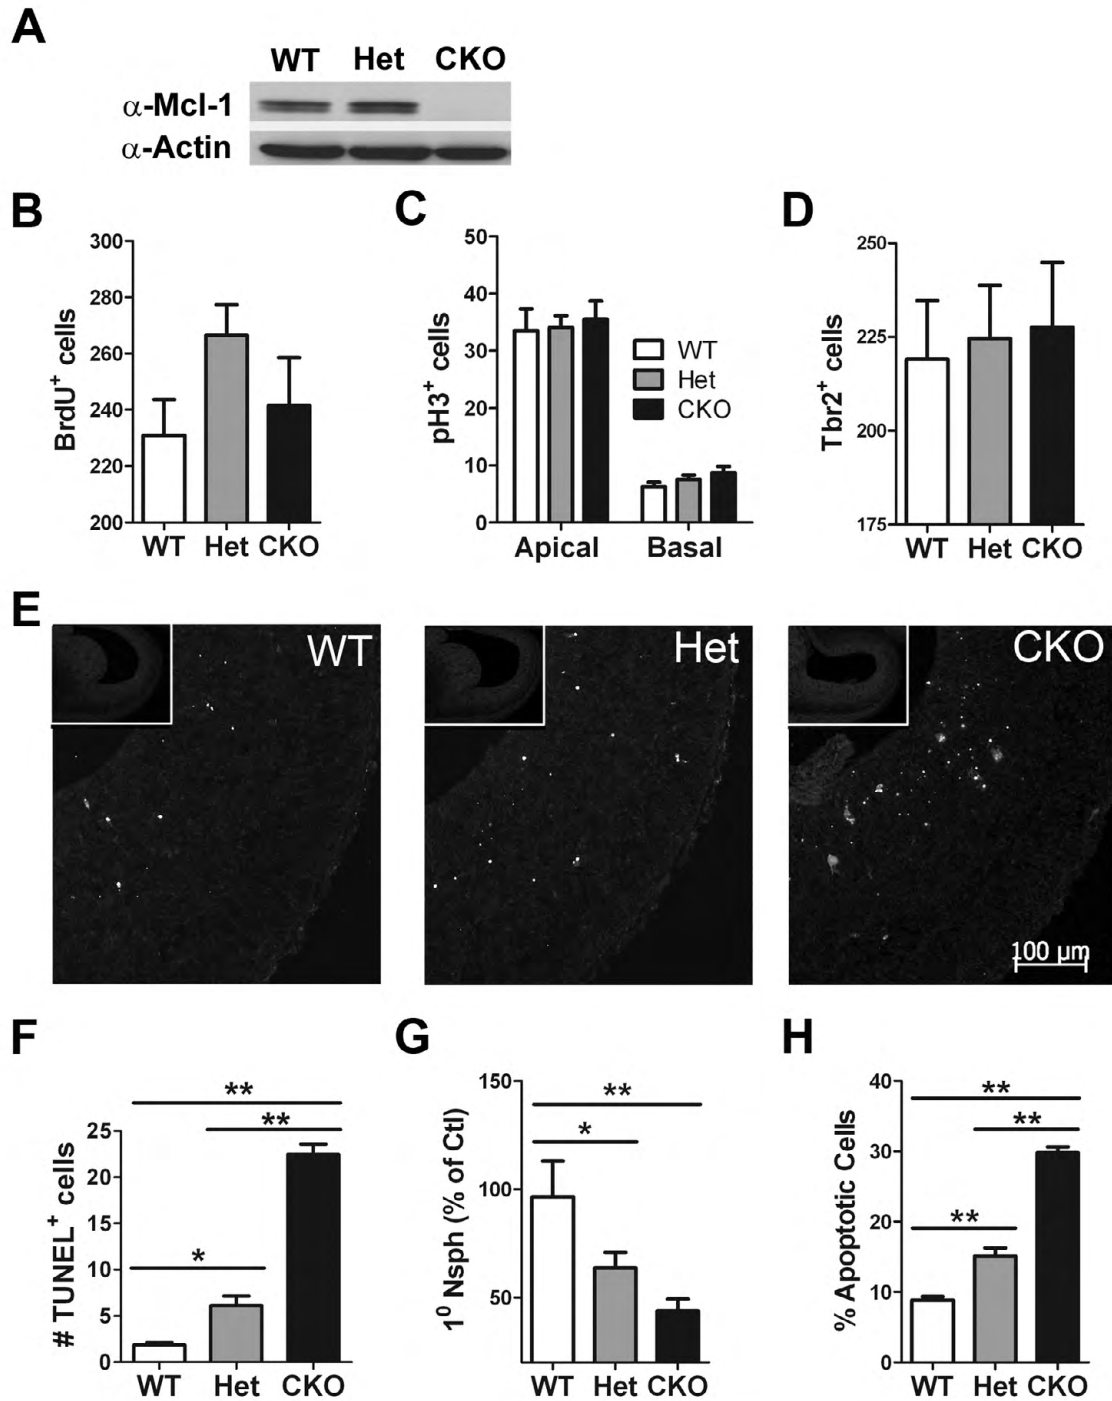 A
WT Het CKO
α-Mcl-1
α-Actin
B
300
280
260
240
220
200
BrdU⁺ cells
WT Het CKO
C
50
40
30
20
10
0
pH3⁺ cells
WT
Het
CKO
Apical Basal
D
250
225
200
175
Tbr2⁺ cells
WT Het CKO
E
WT
Het
CKO
100 µm
F
25
20
15
10
5
0
# TUNEL⁺ cells
**
**
*
WT Het CKO
G
150
100
50
1⁰ Nsph (% of Ctl)
**
*
WT Het CKO
H
40
30
20
10
0
% Apoptotic Cells
**
**
**
WT Het CKO